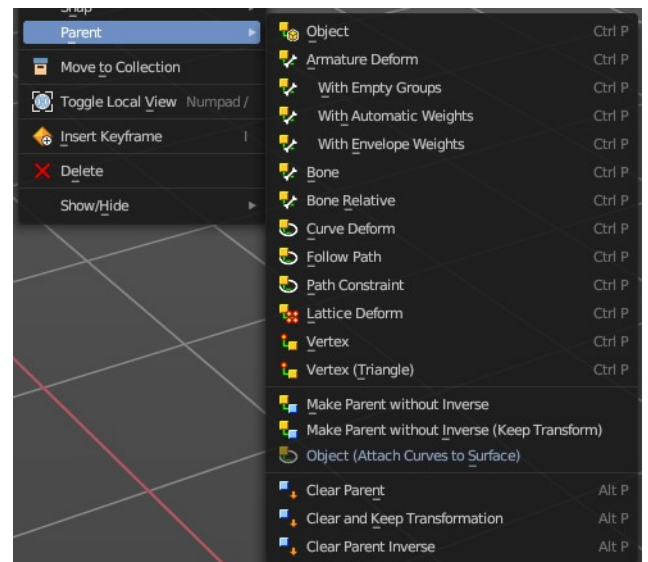 Snap
Parent
Move to Collection
Toggle Local View Numpad /
Insert Keyframe I
Delete
Show/Hide
Object Ctrl P
Armature Deform Ctrl P
With Empty Groups Ctrl P
With Automatic Weights Ctrl P
With Envelope Weights Ctrl P
Bone Ctrl P
Bone Relative Ctrl P
Curve Deform Ctrl P
Follow Path Ctrl P
Path Constraint Ctrl P
Lattice Deform Ctrl P
Vertex Ctrl P
Vertex (Triangle) Ctrl P
Make Parent without Inverse
Make Parent without Inverse (Keep Transform)
Object (Attach Curves to Surface)
Clear Parent Alt P
Clear and Keep Transformation Alt P
Clear Parent Inverse Alt P